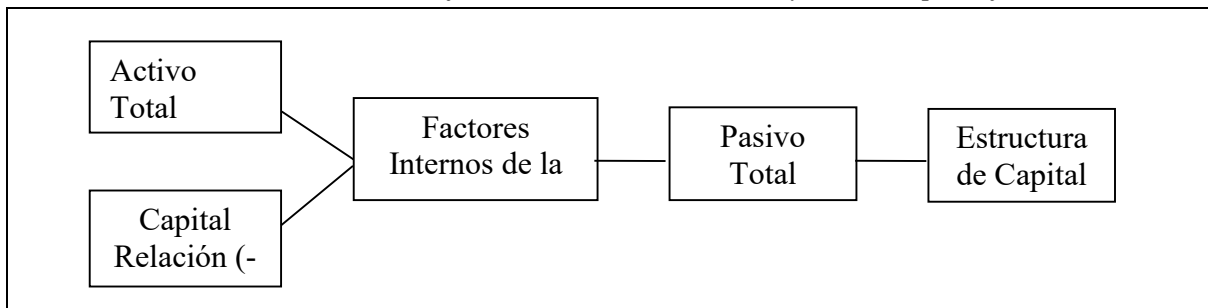 Activo
Total
Factores
Internos de la
Pasivo
Total
Estructura
de Capital
Capital
Relación (-